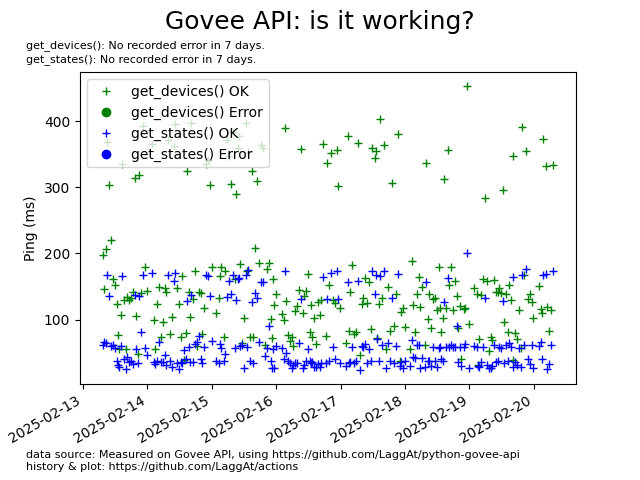 Govee API: is it working?
get_devices(): No recorded error in 7 days.
get_states(): No recorded error in 7 days.
get_devices() OK
get_devices() Error
get_states() OK
get_states() Error
400
300
200
100
Ping (ms)
2025-02-13
2025-02-14
2025-02-15
2025-02-16
2025-02-17
2025-02-18
2025-02-19
2025-02-20
data source: Measured on Govee API, using https://github.com/LaggAt/python-govee-api
history & plot: https://github.com/LaggAt/actions